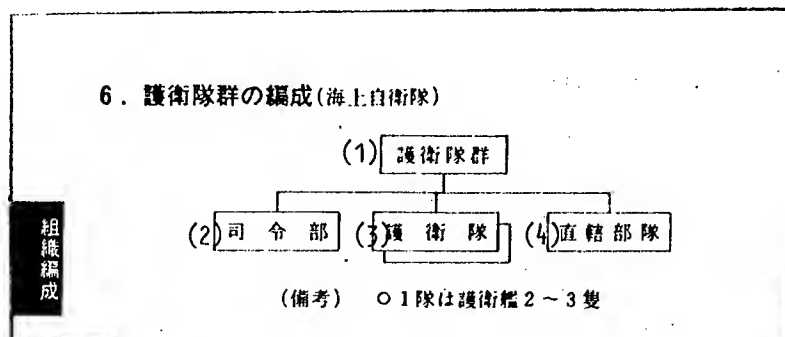 6. 護衛隊群の編成(海上自衛隊)
(1) 護衛隊群
(2) 司令部 (3) 護衛隊 (4) 直轄部隊
組織編成
(備考) ○1隊は護衛艦2~3隻